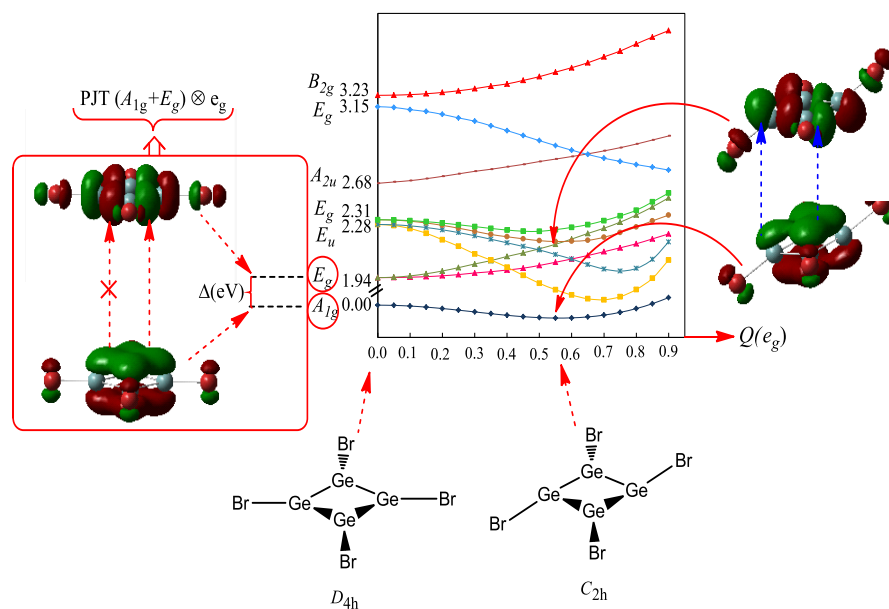 PJT (A1g+Eg) ⊗ eg
B2g 3.23
Eg 3.15
A2u 2.68
Eg 2.31
2.28
Eu
Eg 1.94
Δ(eV)
A1g 0.00
0.0 0.1 0.2 0.3 0.4 0.5 0.6 0.7 0.8 0.9
Q(eg)
Br
Ge
Br Ge Ge Br
Ge
Br
D4h
Br
Br
Ge
Ge Ge
Ge
Br
Br
C2h